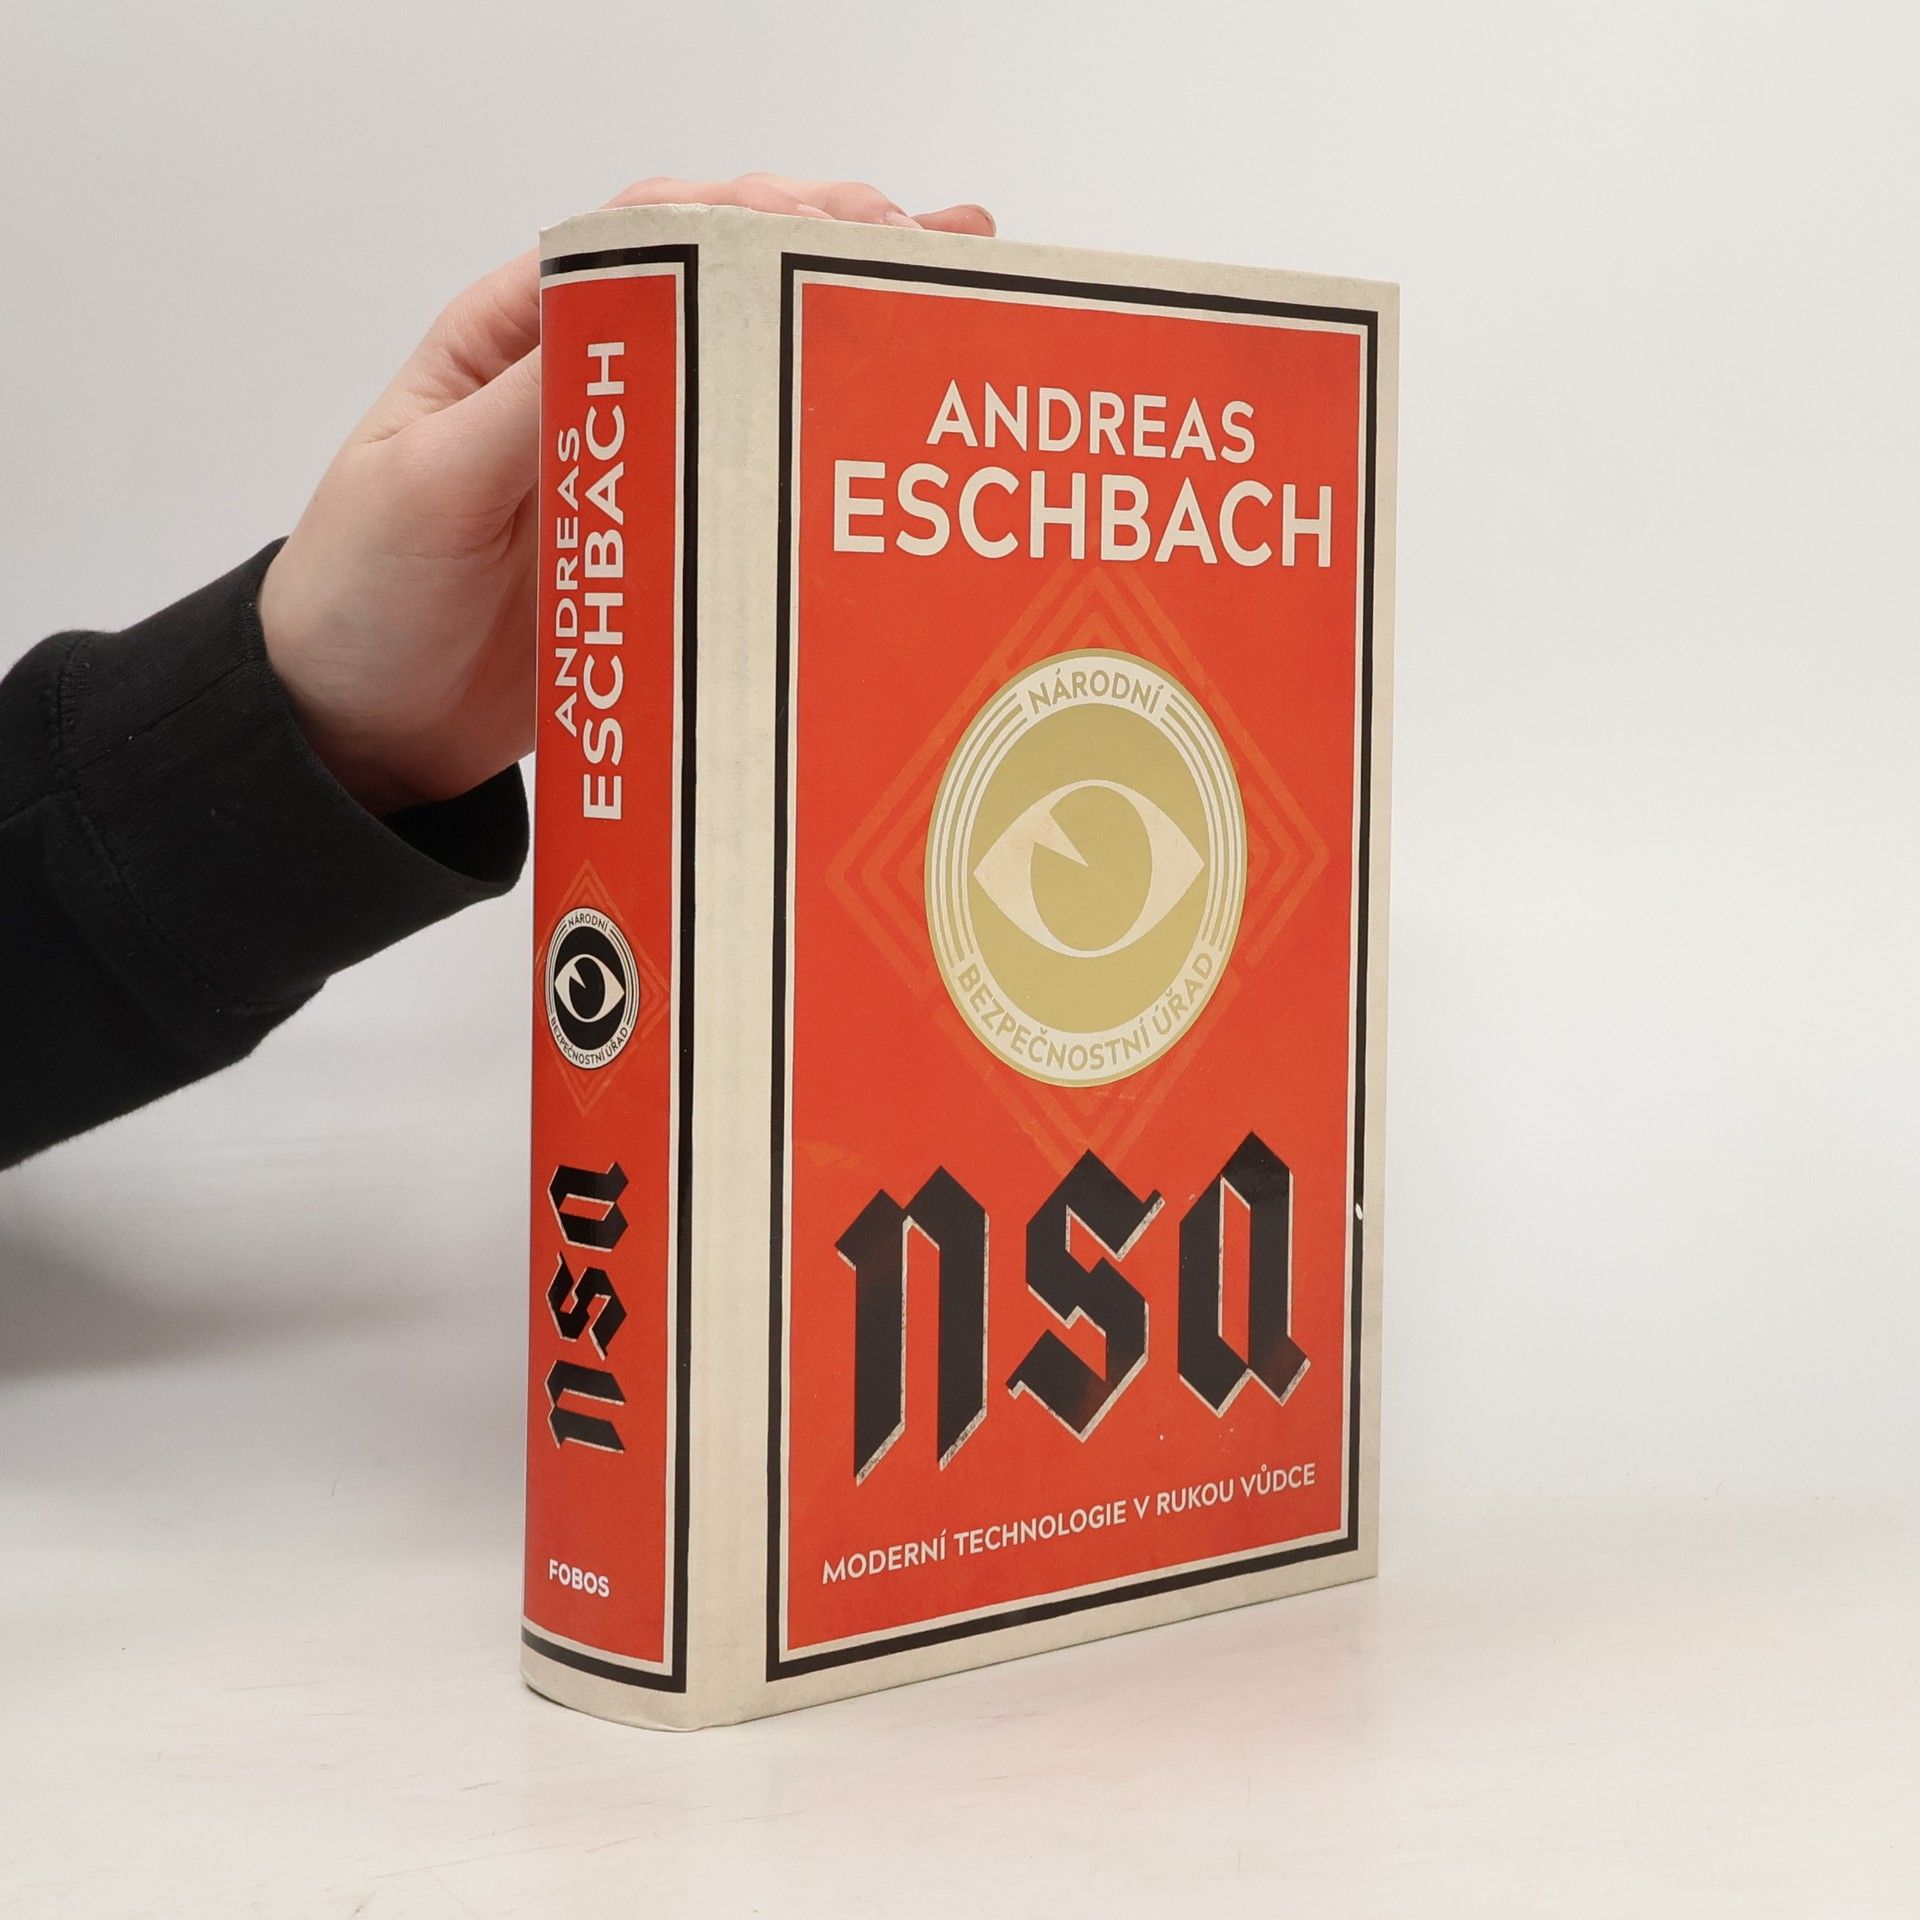 ANDREAS
ESCHBACH
NÁRODNÍ
BEZPEČNOSTNÍ ÚŘAD
nsa
FOBOS
ANDREAS
ESCHBACH
NÁRODNÍ
BEZPEČNOSTNÍ ÚŘAD
nsa
MODERNÍ TECHNOLOGIE V RUKOU VŮDCE